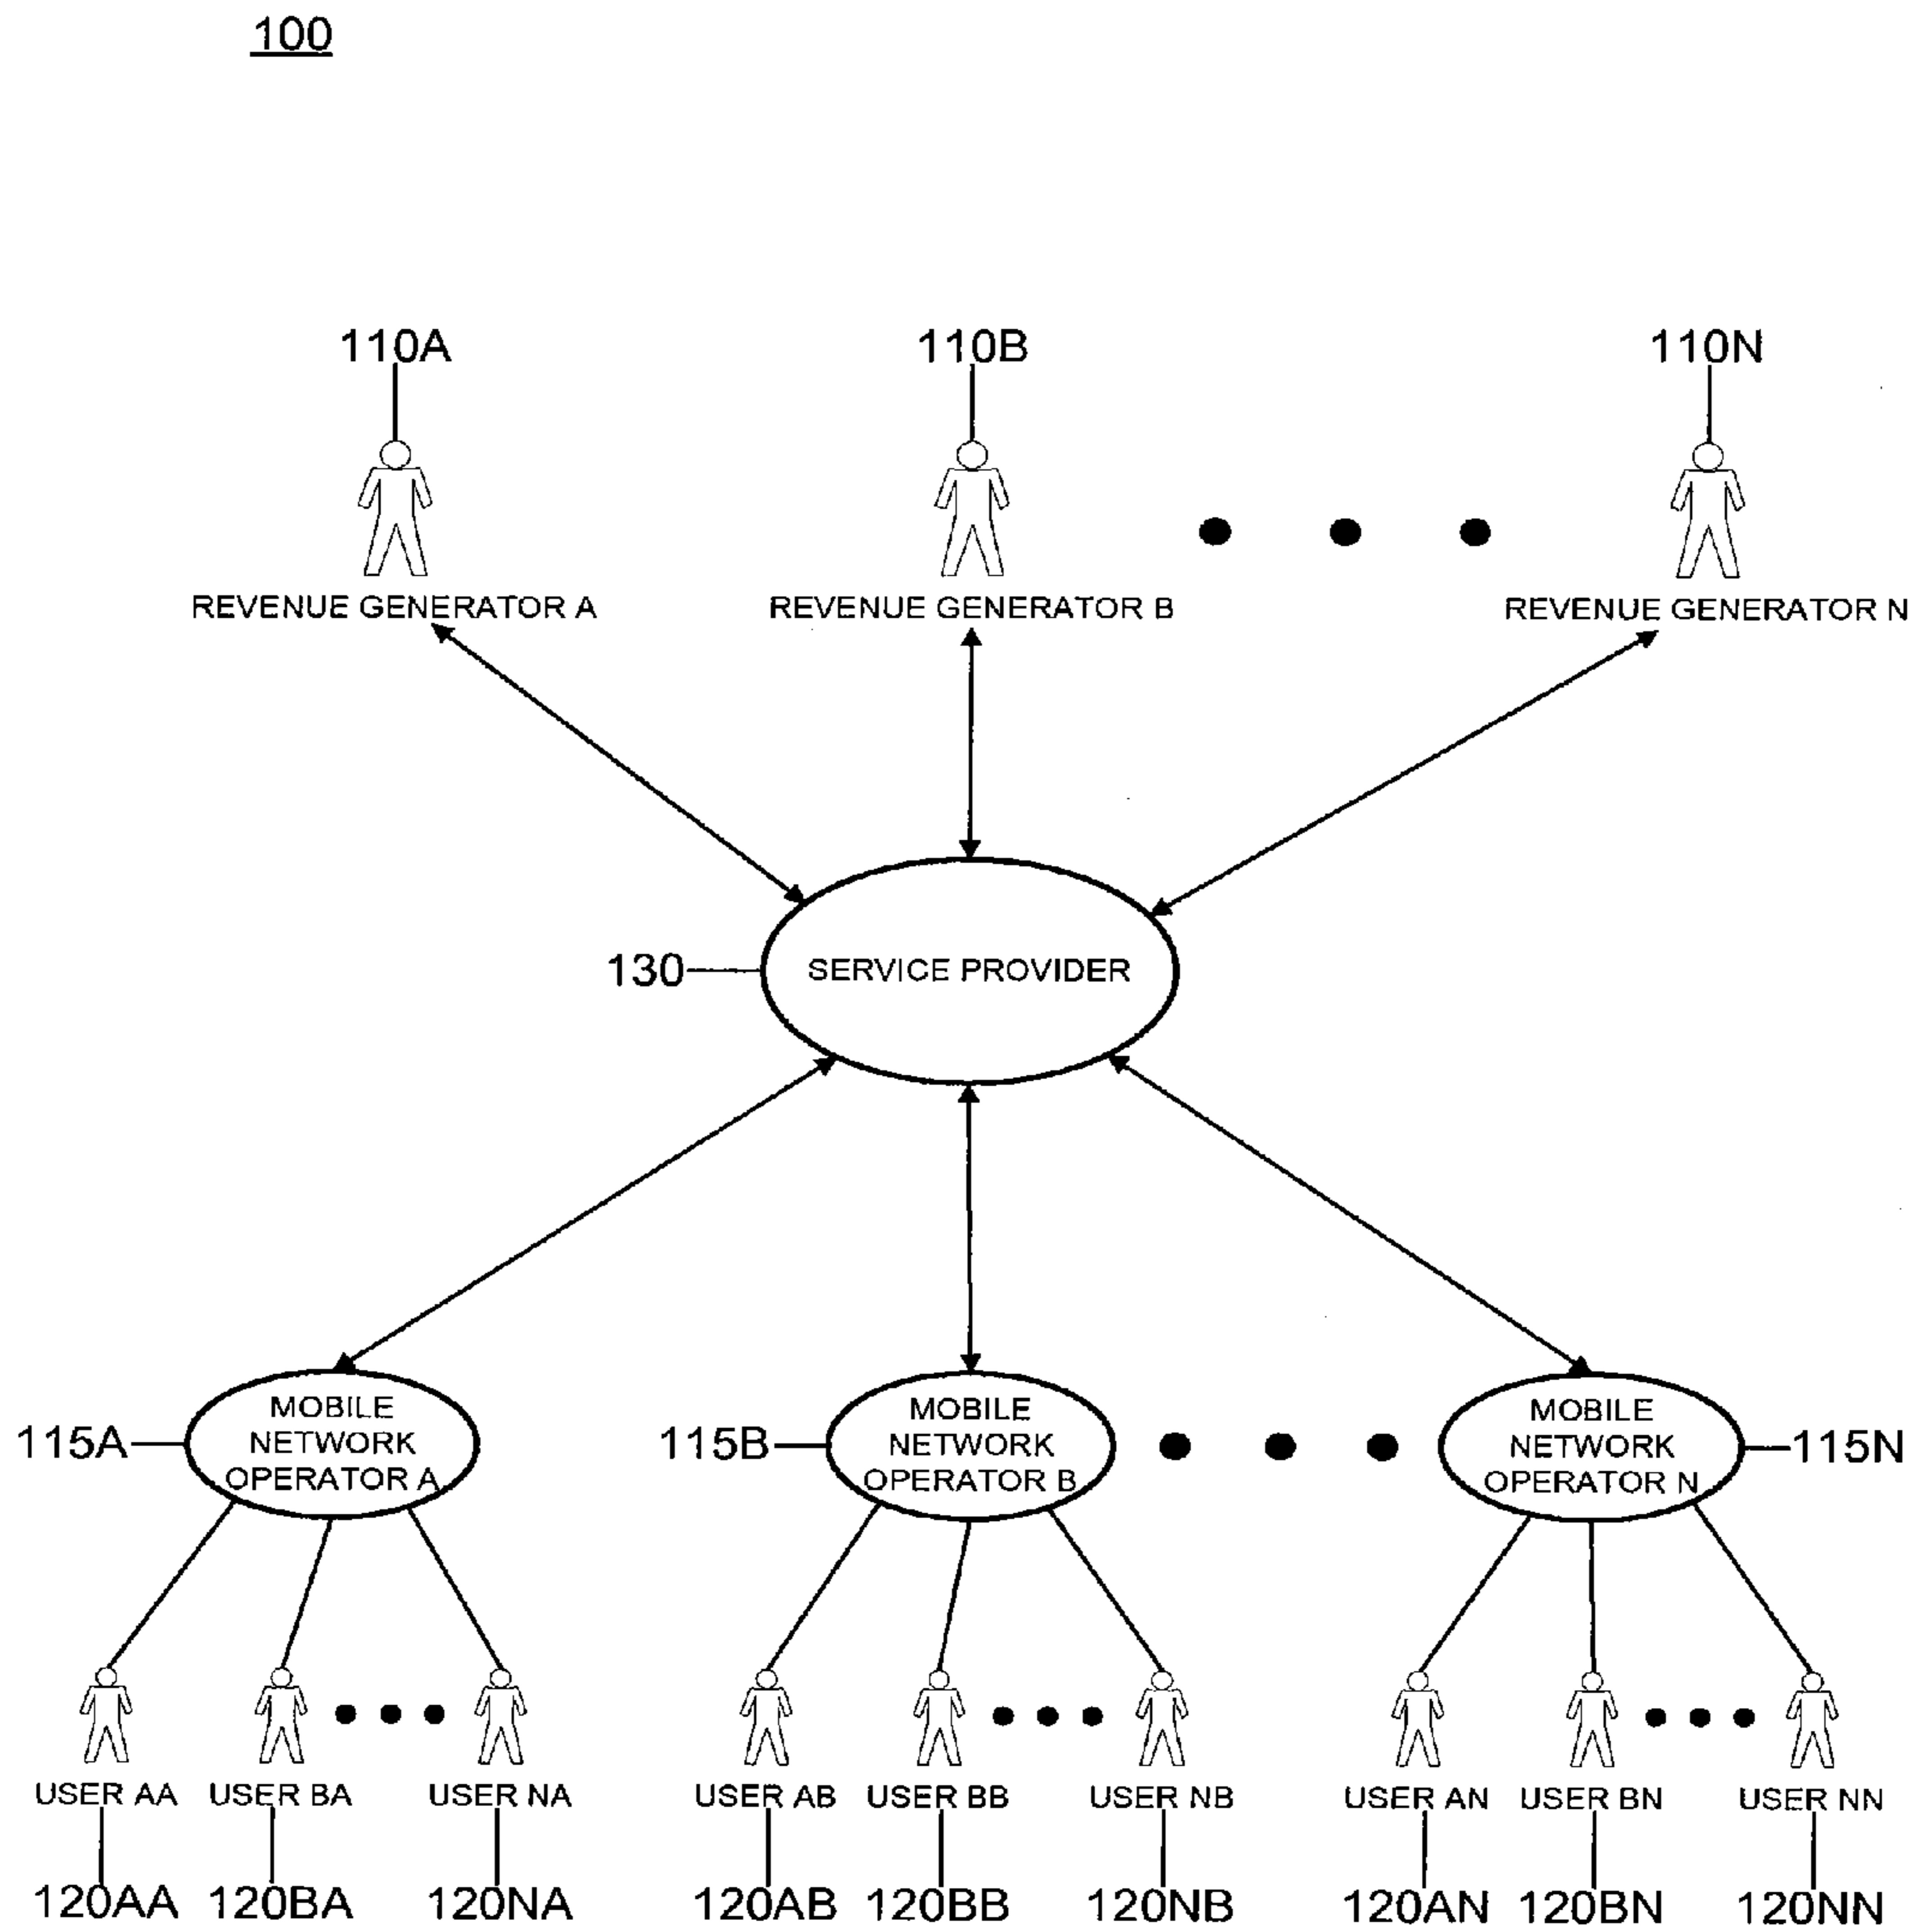 100
110A 110B 110N
REVENUE GENERATOR A REVENUE GENERATOR B REVENUE GENERATOR N
130 SERVICE PROVIDER
115A
MOBILE
NETWORK
OPERATOR A
115B
MOBILE
NETWORK
OPERATOR B
MOBILE
NETWORK
OPERATOR N
115N
USER AA USER BA USER NA USER AB USER BB USER NB USER AN USER BN USER NN
120AA 120BA 120NA 120AB 120BB 120NB 120AN 120BN 120NN